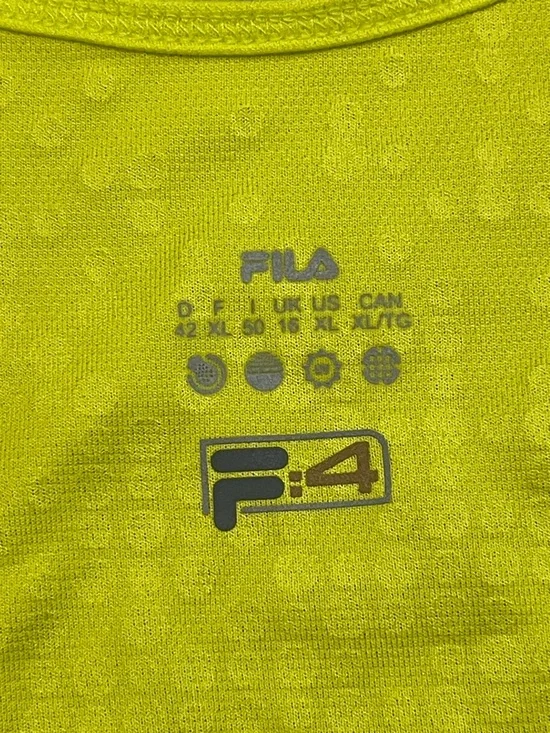 FILA
D F I UK US CAN
42 XL 50 16 XL XL/TG
F:4